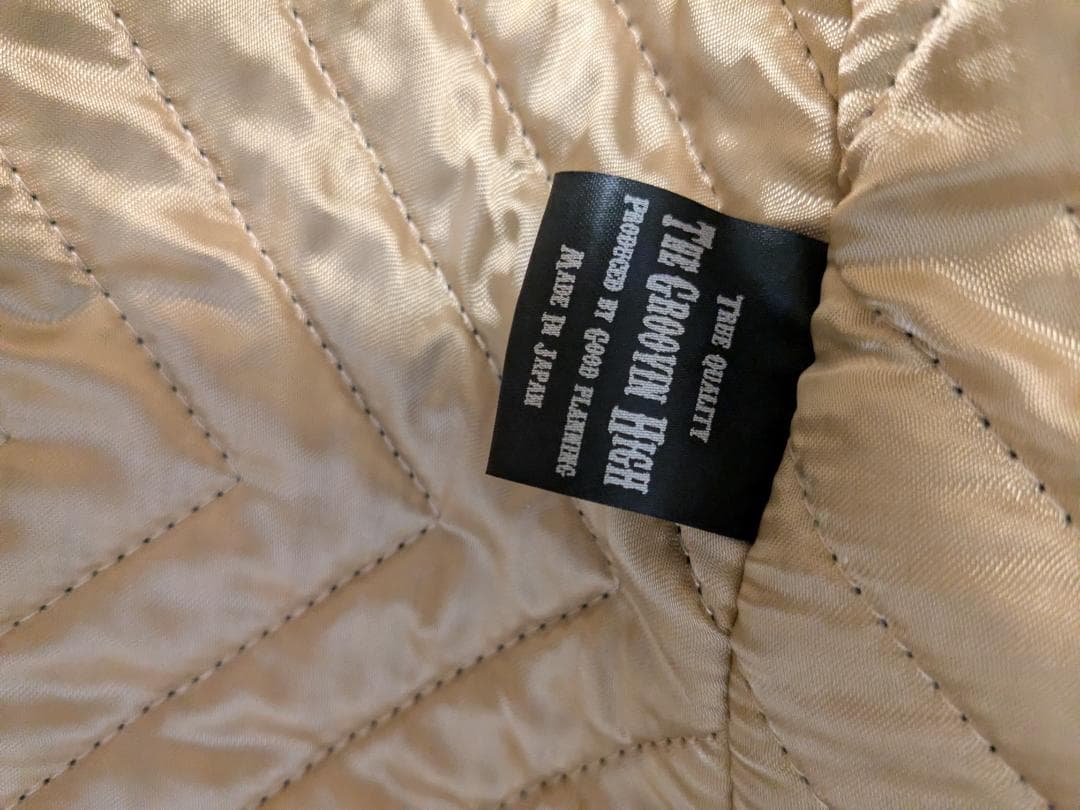 True Quality
The Groovin High
Produced by Good Planning
Made in Japan